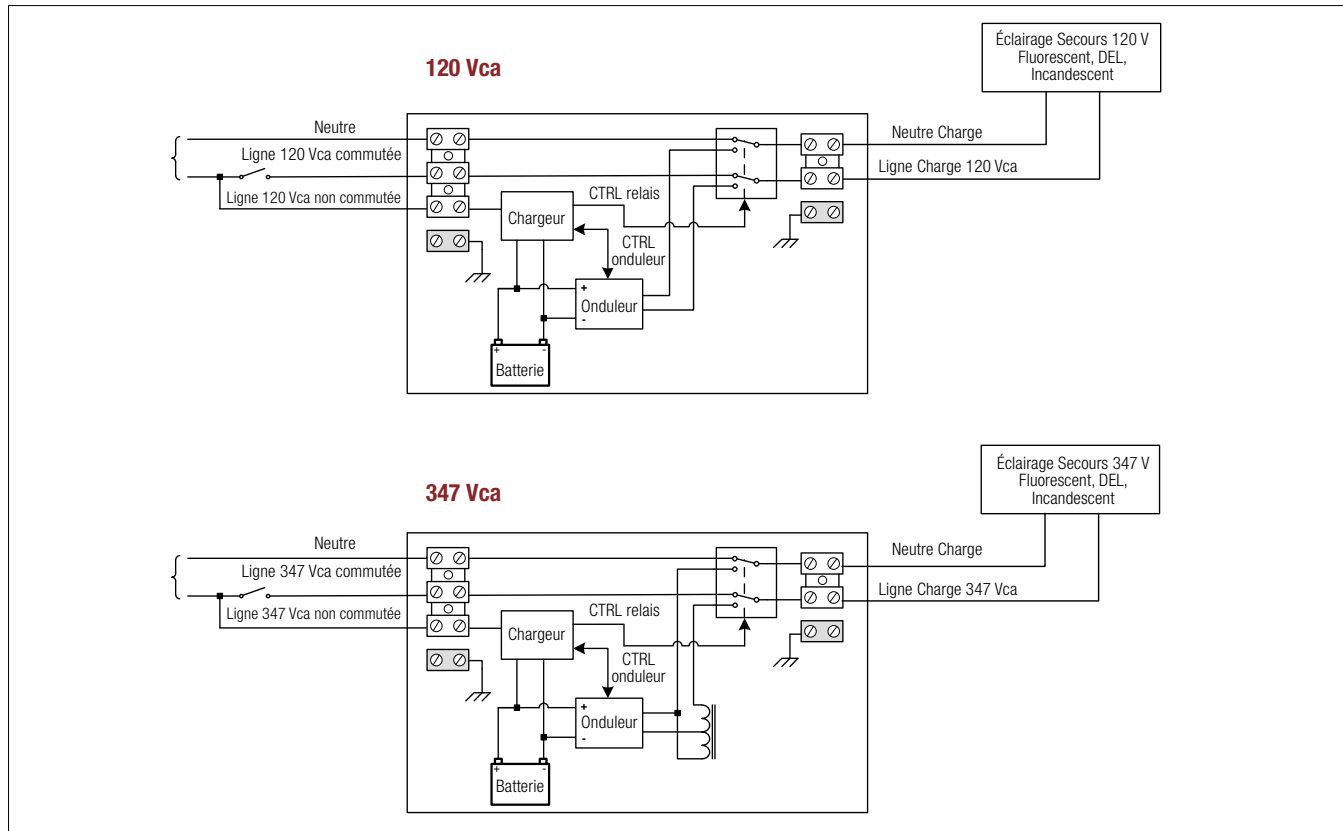 120 Vca
Éclairage Secours 120 V
Fluorescent, DEL,
Incandescent
Neutre
Ligne 120 Vca commutée
Ligne 120 Vca non commutée
Neutre Charge
Ligne Charge 120 Vca
CTRL relais
Chargeur
CTRL
onduleur
+
Onduleur
-
+ -
Batterie
347 Vca
Éclairage Secours 347 V
Fluorescent, DEL,
Incandescent
Neutre
Ligne 347 Vca commutée
Ligne 347 Vca non commutée
Neutre Charge
Ligne Charge 347 Vca
CTRL relais
Chargeur
CTRL
onduleur
+
Onduleur
-
+ -
Batterie